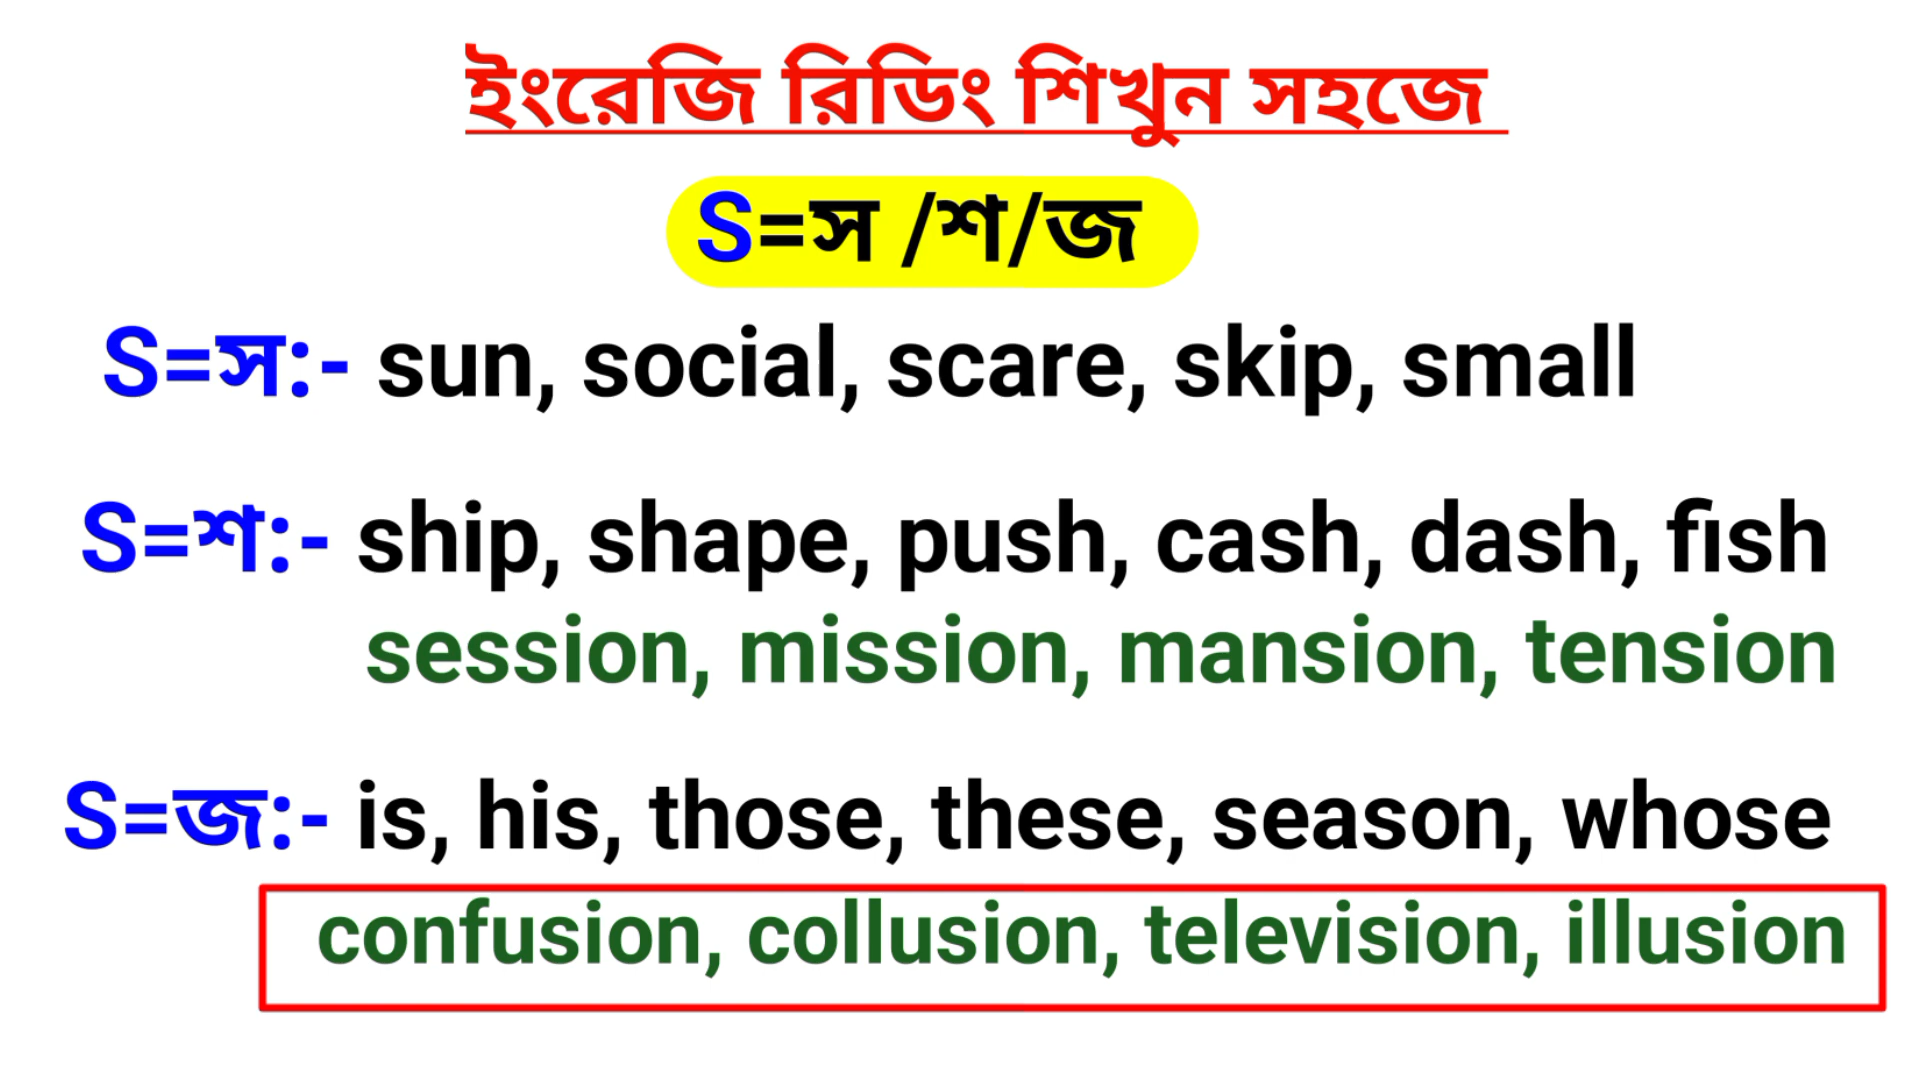 ইংরেজি রিডিং শিখুন সহজে
S=স /শ/জ
S=স:- sun, social, scare, skip, small
S=শ:- ship, shape, push, cash, dash, fish
session, mission, mansion, tension
S=জ:- is, his, those, these, season, whose
confusion, collusion, television, illusion